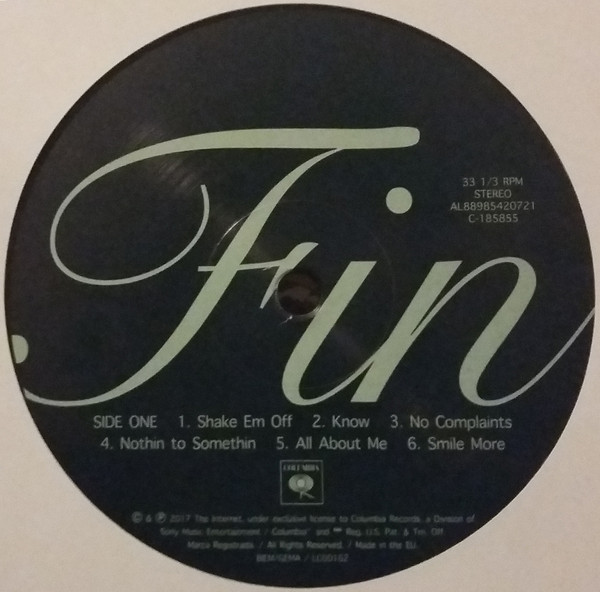 Fin
33 1/3 RPM
STEREO
AL88985420721
C-185855
SIDE ONE 1. Shake Em Off 2. Know 3. No Complaints
4. Nothin to Somethin 5. All About Me 6. Smile More
COLUMBIA
© & ℗ 2017 The Internet, under exclusive license to Columbia Records, a Division of
Sony Music Entertainment / Columbia" and Reg. U.S. Pat. & Tm. Off.
Marca Registrada. / All Rights Reserved. / Made in the EU.
BIEM/GEMA / LC00162